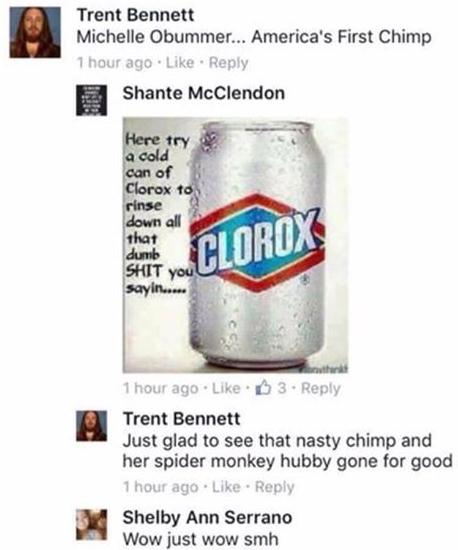 Trent Bennett
Michelle Obummer... America's First Chimp
1 hour ago · Like · Reply
Shante McClendon
Here try
a cold
can of
Clorox to
rinse
down all
that
dumb
SHIT you
sayin.....
CLOROX
1 hour ago · Like · 3 · Reply
Trent Bennett
Just glad to see that nasty chimp and
her spider monkey hubby gone for good
1 hour ago · Like · Reply
Shelby Ann Serrano
Wow just wow smh